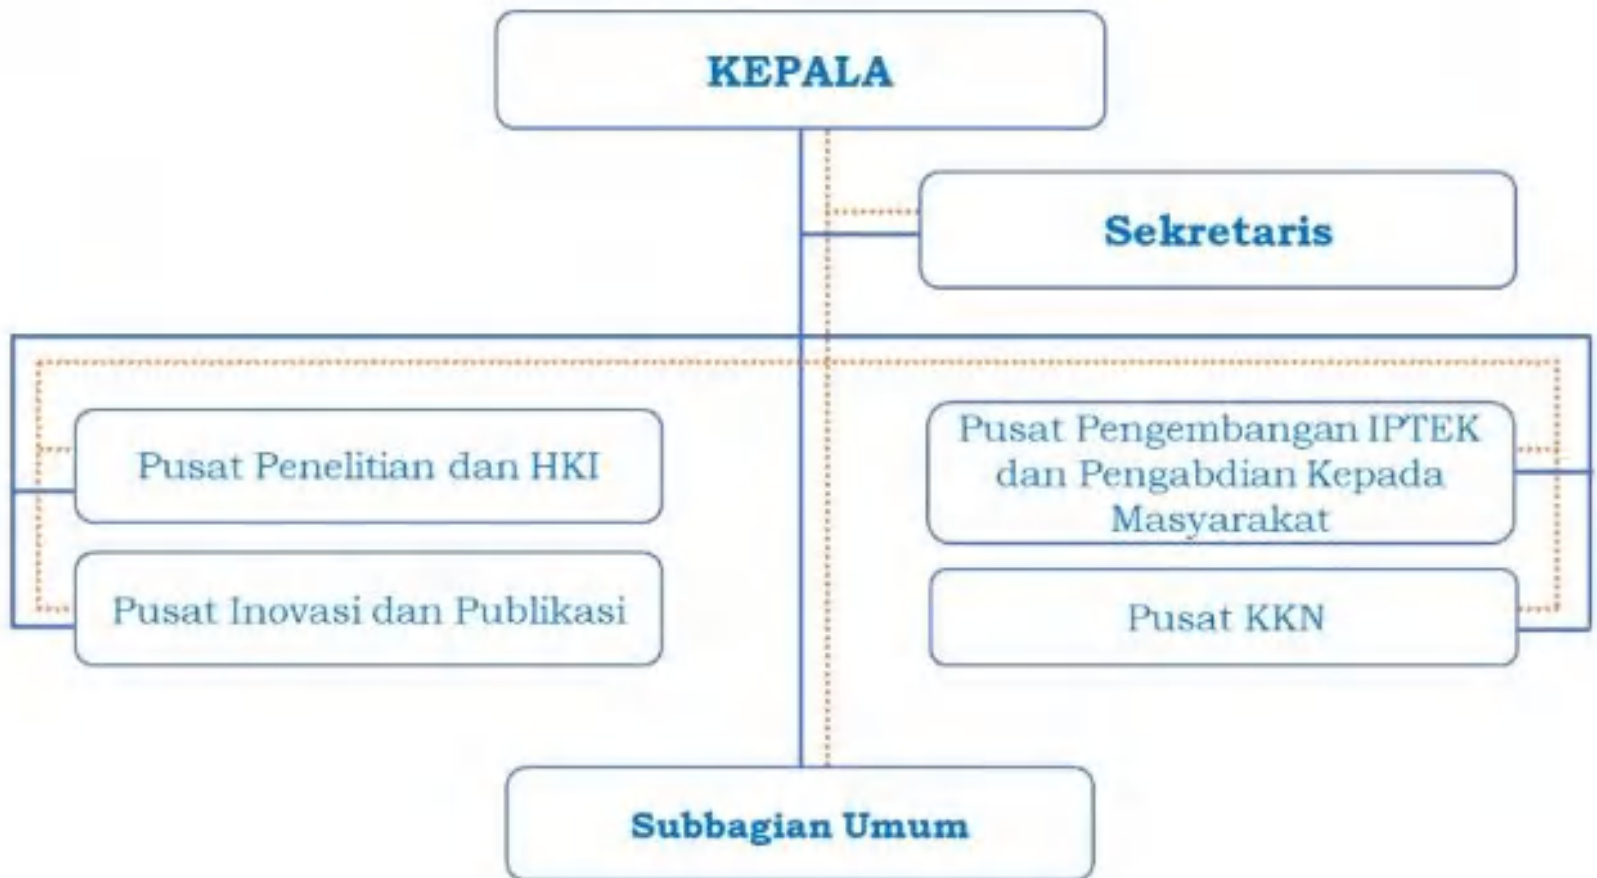 KEPALA
Sekretaris
Pusat Penelitian dan HKI
Pusat Inovasi dan Publikasi
Pusat Pengembangan IPTEK
dan Pengabdian Kepada
Masyarakat
Pusat KKN
Subbagian Umum